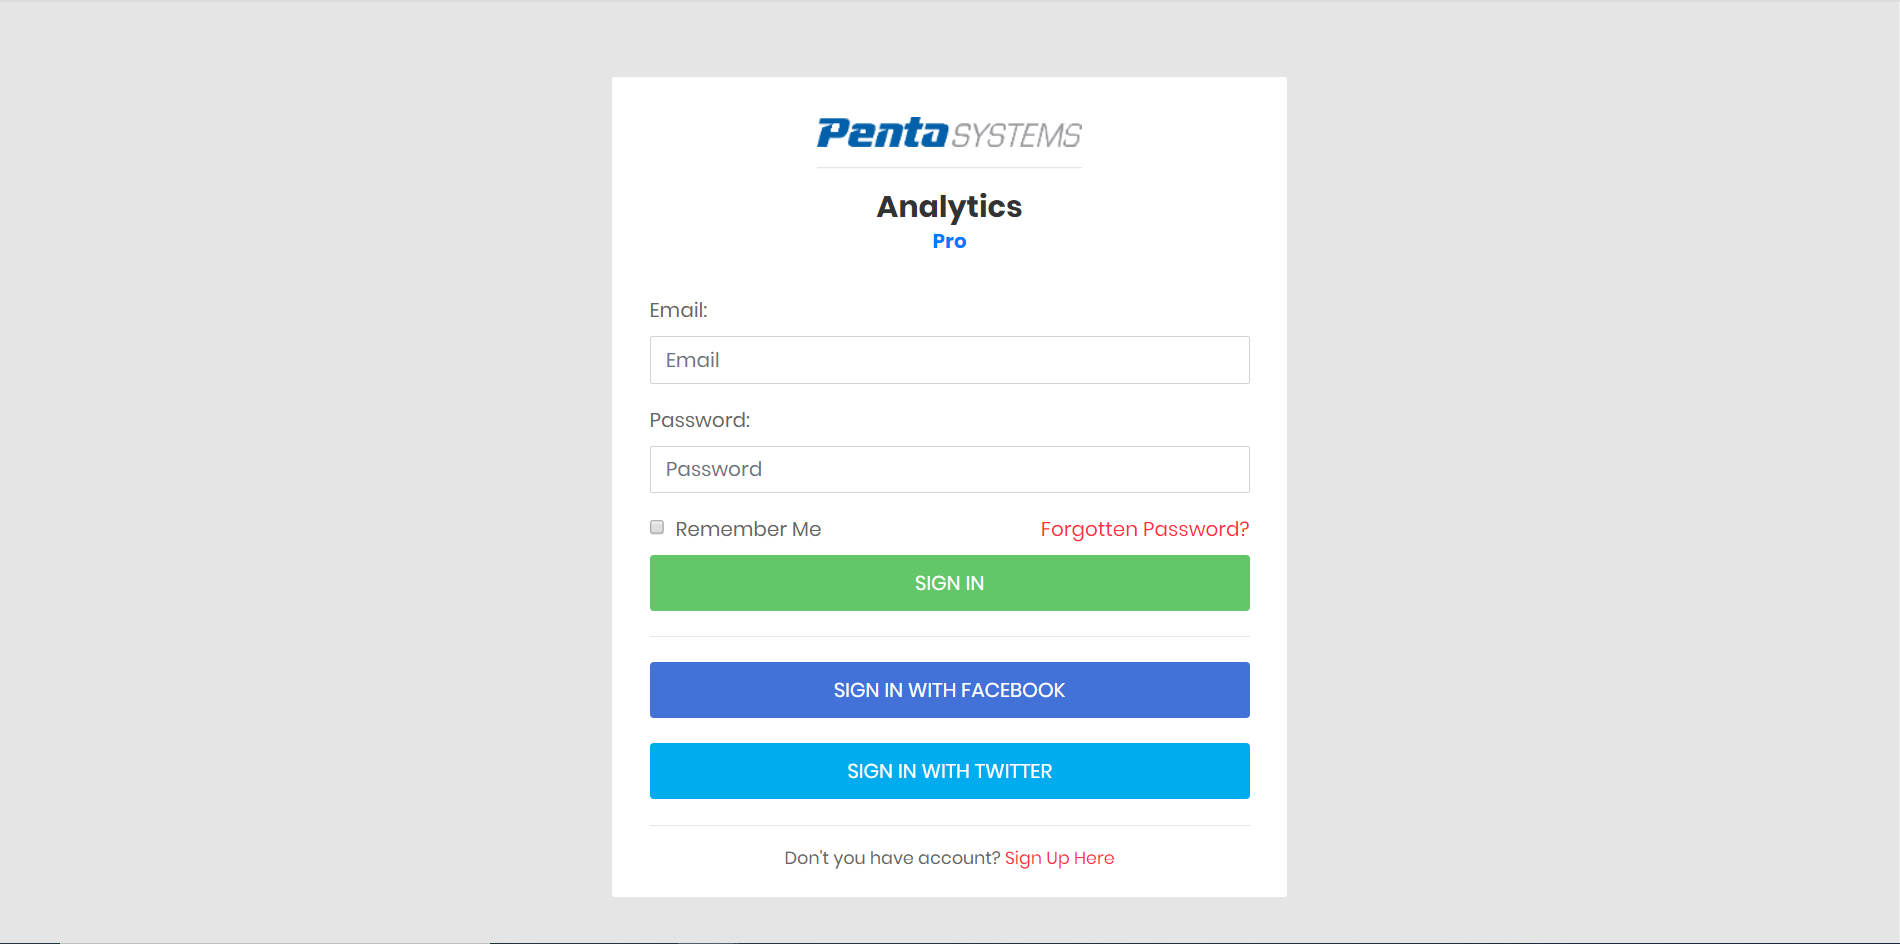 Penta SYSTEMS
Analytics
Pro
Email:
Email
Password:
Password
Remember Me Forgotten Password?
SIGN IN
SIGN IN WITH FACEBOOK
SIGN IN WITH TWITTER
Don't you have account? Sign Up Here